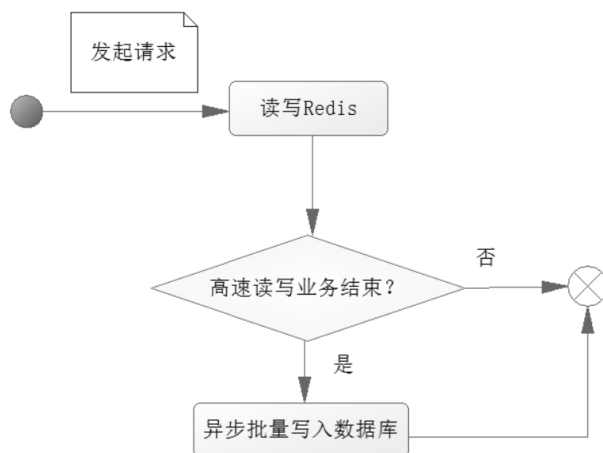 发起请求
读写Redis
高速读写业务结束？
否
是
异步批量写入数据库